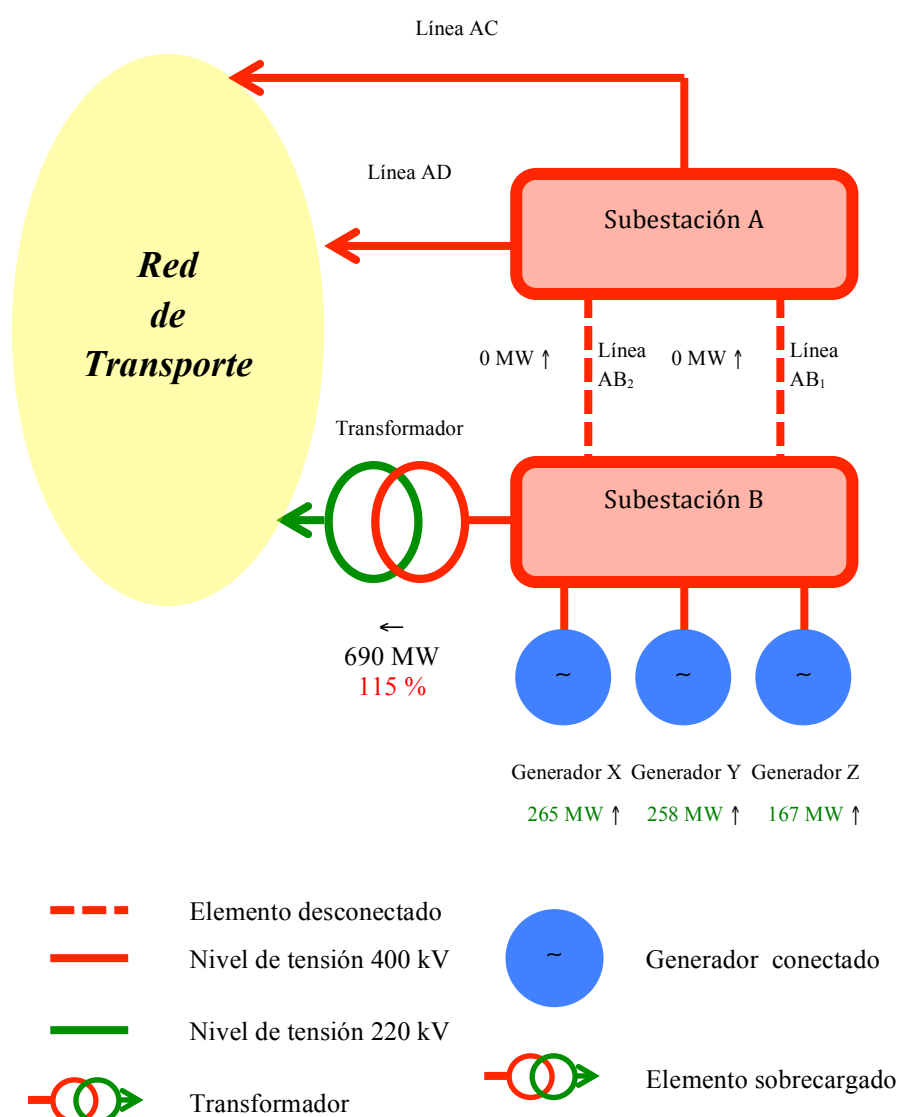 Línea AC
Línea AD
Subestación A
Red
de
Transporte
0 MW ↑
Línea
AB₂
0 MW ↑
Línea
AB₁
Transformador
Subestación B
←
690 MW
115 %
~
~
~
Generador X
Generador Y
Generador Z
265 MW ↑
258 MW ↑
167 MW ↑
Elemento desconectado
Nivel de tensión 400 kV
~
Generador conectado
Nivel de tensión 220 kV
Transformador
Elemento sobrecargado